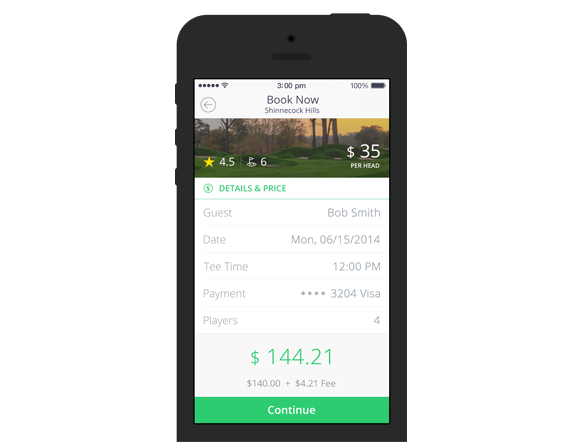 3:00 pm 100%
Book Now
Shinnecock Hills
4.5 6 $ 35
PER HEAD
DETAILS & PRICE
Guest Bob Smith
Date Mon, 06/15/2014
Tee Time 12:00 PM
Payment •••• 3204 Visa
Players 4
$ 144.21
$140.00 + $4.21 Fee
Continue